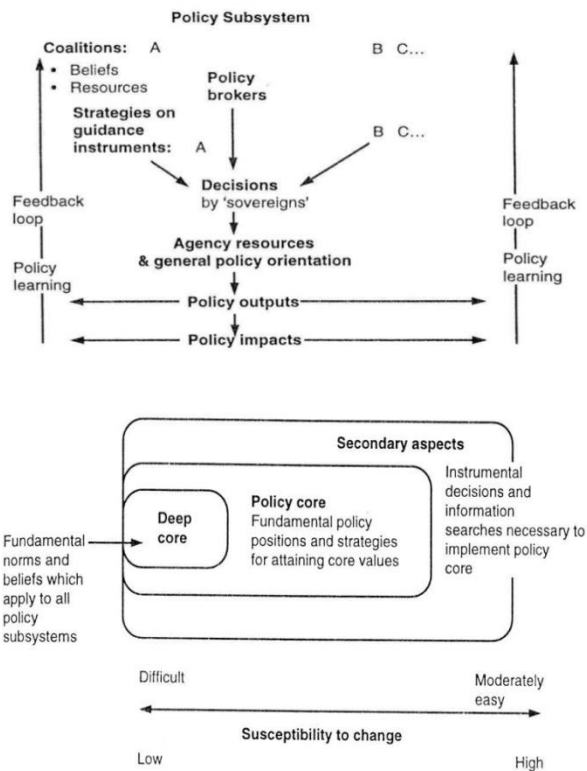 Policy Subsystem
Coalitions: A
B C...
• Beliefs
• Resources
Policy
brokers
Strategies on
guidance
instruments: A
B C...
Decisions
by 'sovereigns'
Feedback
loop
Feedback
loop
Agency resources
& general policy orientation
Policy
learning
Policy
learning
Policy outputs
Policy impacts
Secondary aspects
Instrumental
decisions and
information
searches necessary to
implement policy
core
Policy core
Fundamental policy
positions and strategies
for attaining core values
Deep
core
Fundamental
norms and
beliefs which
apply to all
policy
subsystems
Difficult
Moderately
easy
Susceptibility to change
Low
High